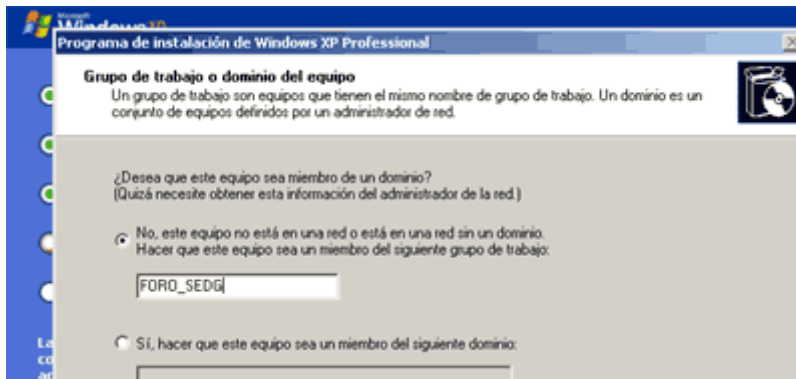 Microsoft
Windows XP
Programa de instalación de Windows XP Professional
Grupo de trabajo o dominio del equipo
Un grupo de trabajo son equipos que tienen el mismo nombre de grupo de trabajo. Un dominio es un
conjunto de equipos definidos por un administrador de red.
¿Desea que este equipo sea miembro de un dominio?
(Quizá necesite obtener esta información del administrador de la red.)
No, este equipo no está en una red o está en una red sin un dominio.
Hacer que este equipo sea un miembro del siguiente grupo de trabajo:
FORO_SEDG
Sí, hacer que este equipo sea un miembro del siguiente dominio:
La
co